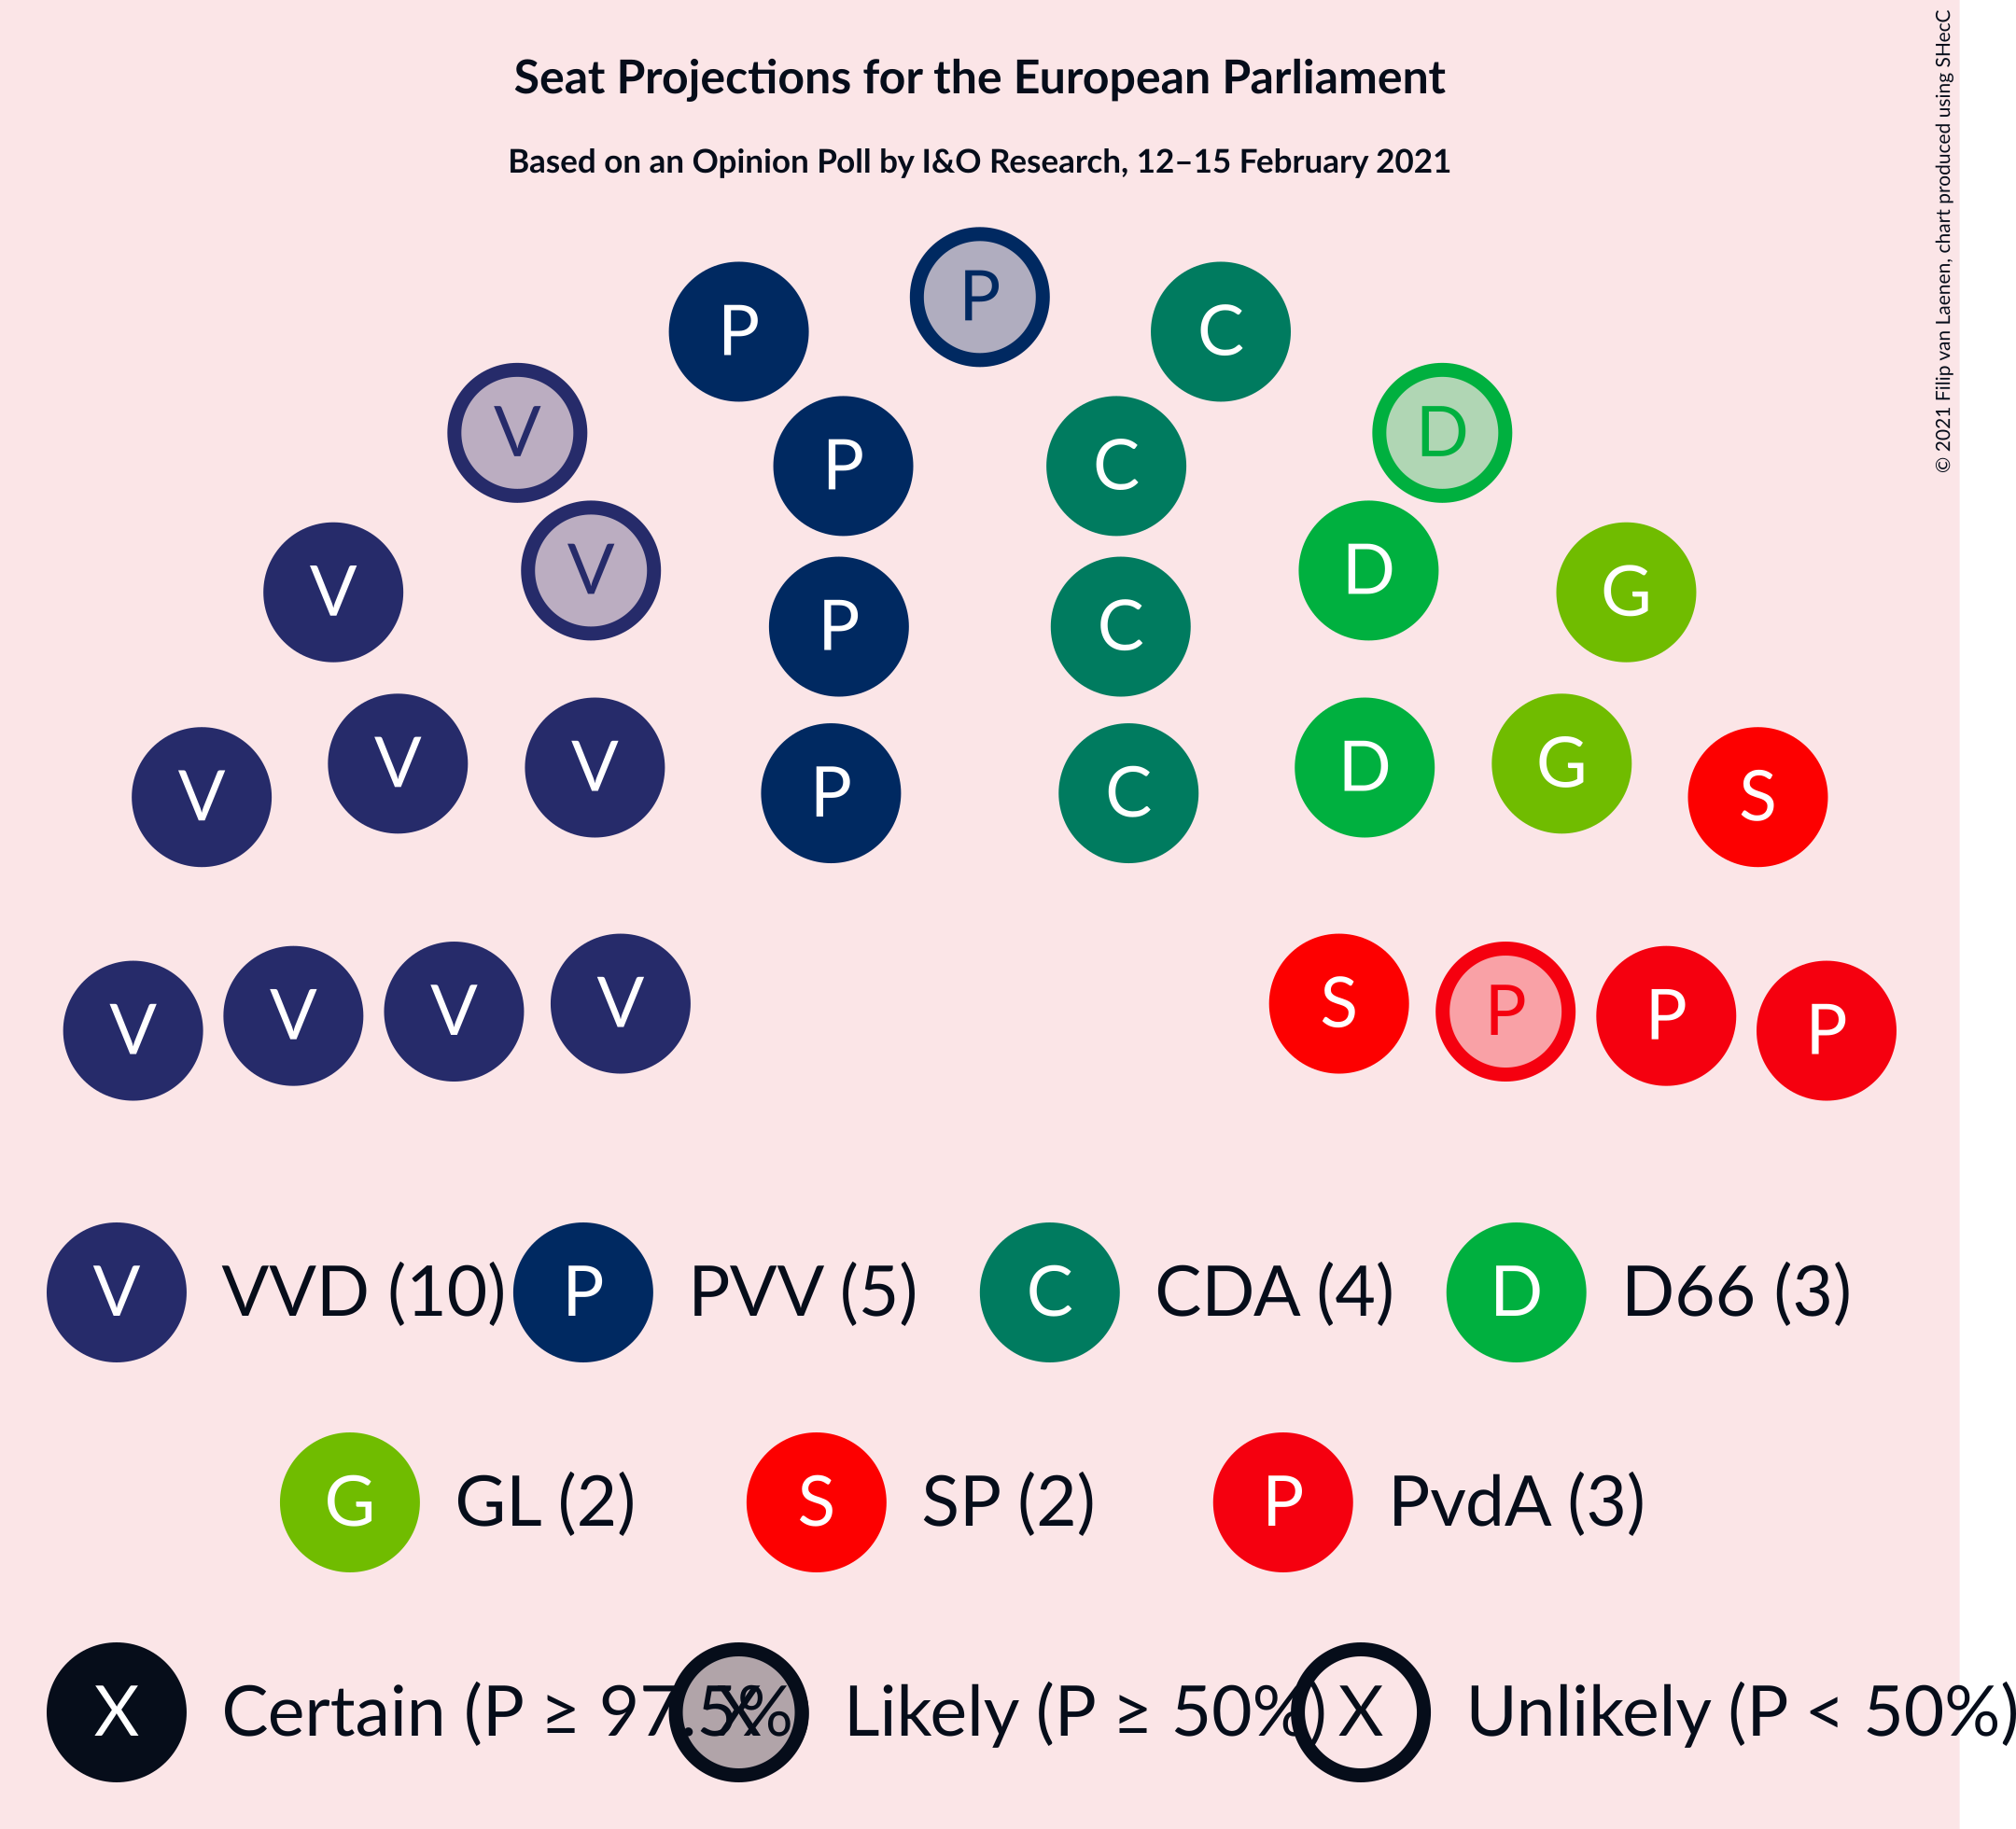 Seat Projections for the European Parliament
Based on an Opinion Poll by I&O Research, 12–15 February 2021
© 2021 Filip van Laenen, chart produced using SHecC
P
P C
V D
P C
V D
V G
P C
V V V P C D G S
V V V V S P P P
V VVD (10) P PVV (5) C CDA (4) D D66 (3)
G GL (2) S SP (2) P PvdA (3)
X Certain (P ≥ 97.5% X Likely (P ≥ 50%) X Unlikely (P < 50%)